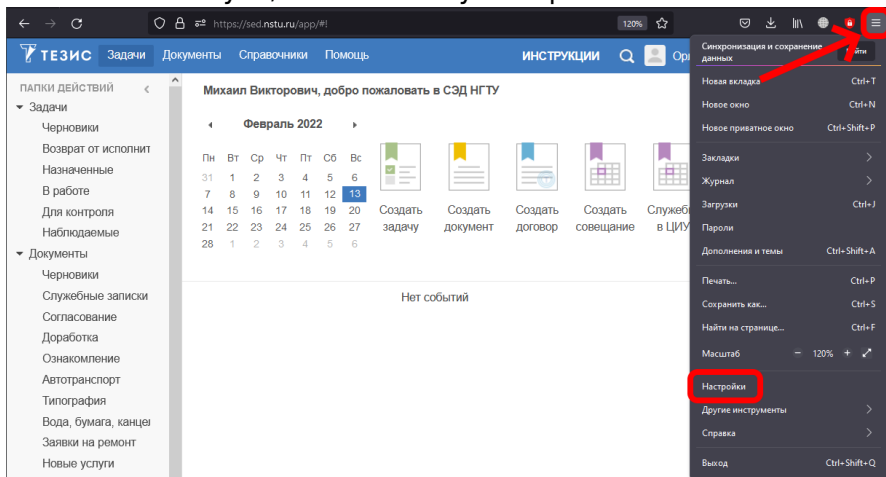 https://sed.nstu.ru/app/#!
120%
ТЕЗИС Задачи Документы Справочники Помощь ИНСТРУКЦИИ
ПАПКИ ДЕЙСТВИЙ
Задачи
Черновики
Возврат от исполнит
Назначенные
В работе
Для контроля
Наблюдаемые
Документы
Черновики
Служебные записки
Согласование
Доработка
Ознакомление
Автотранспорт
Типография
Вода, бумага, канцел
Заявки на ремонт
Новые услуги
Михаил Викторович, добро пожаловать в СЭД НГТУ
Февраль 2022
Пн Вт Ср Чт Пт Сб Вс
31 1 2 3 4 5 6
7 8 9 10 11 12 13
14 15 16 17 18 19 20
21 22 23 24 25 26 27
28 1 2 3 4 5 6
Создать задачу
Создать документ
Создать договор
Создать совещание
Служеб
в ЦИУ
Нет событий
Синхронизация и сохранение
данных
Новая вкладка Ctrl+T
Новое окно Ctrl+N
Новое приватное окно Ctrl+Shift+P
Закладки
Журнал
Загрузки Ctrl+J
Пароли
Дополнения и темы Ctrl+Shift+A
Печать... Ctrl+P
Сохранить как... Ctrl+S
Найти на странице... Ctrl+F
Масштаб − 120% +
Настройки
Другие инструменты
Справка
Выход Ctrl+Shift+Q